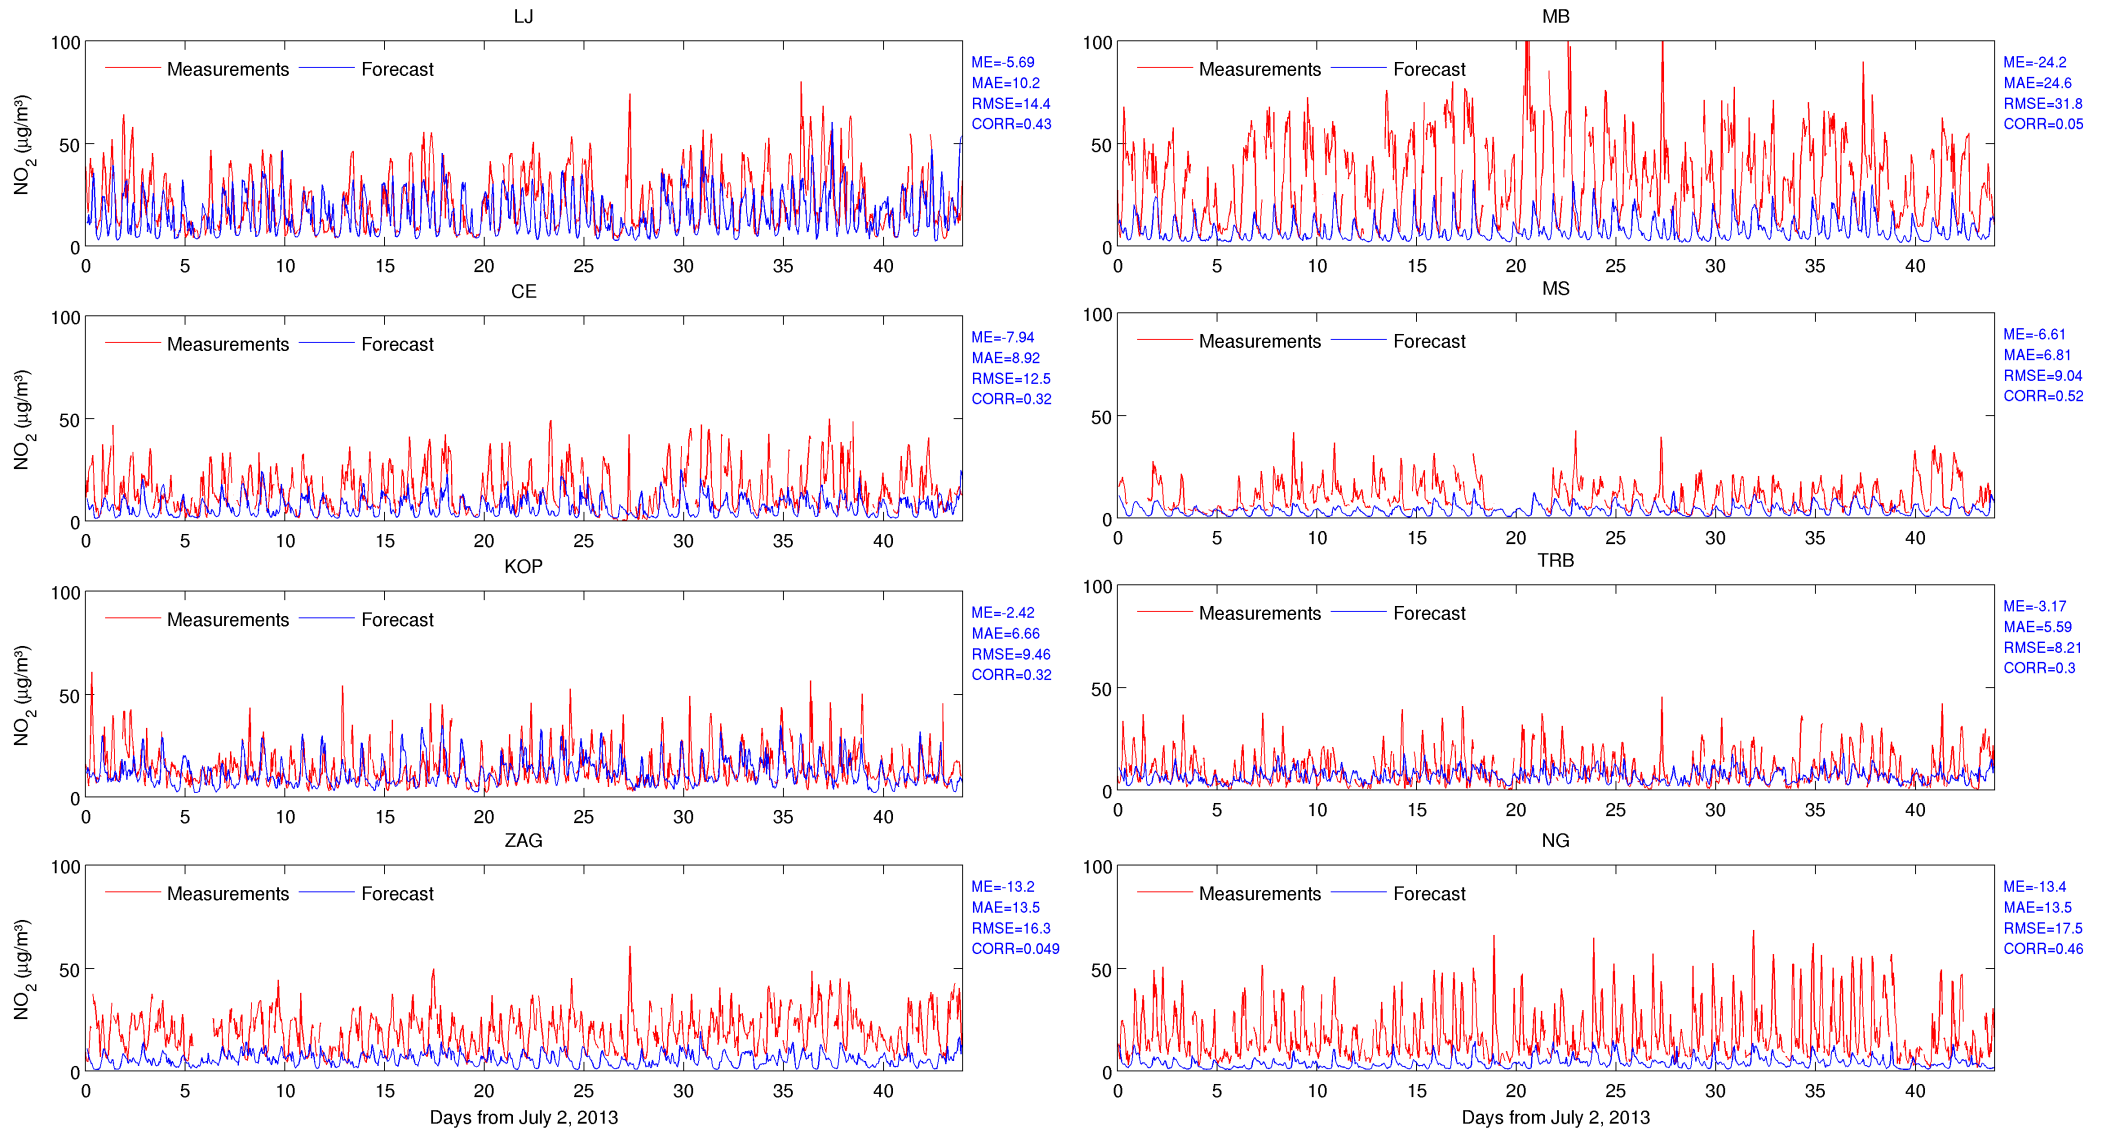 LJ
100
50
0
NO2 (µg/m³)
Measurements
Forecast
ME=-5.69
MAE=10.2
RMSE=14.4
CORR=0.43
0 5 10 15 20 25 30 35 40
MB
100
50
0
Measurements
Forecast
ME=-24.2
MAE=24.6
RMSE=31.8
CORR=0.05
0 5 10 15 20 25 30 35 40
CE
100
50
0
NO2 (µg/m³)
Measurements
Forecast
ME=-7.94
MAE=8.92
RMSE=12.5
CORR=0.32
0 5 10 15 20 25 30 35 40
MS
100
50
0
Measurements
Forecast
ME=-6.61
MAE=6.81
RMSE=9.04
CORR=0.52
0 5 10 15 20 25 30 35 40
KOP
100
50
0
NO2 (µg/m³)
Measurements
Forecast
ME=-2.42
MAE=6.66
RMSE=9.46
CORR=0.32
0 5 10 15 20 25 30 35 40
TRB
100
50
0
Measurements
Forecast
ME=-3.17
MAE=5.59
RMSE=8.21
CORR=0.3
0 5 10 15 20 25 30 35 40
ZAG
100
50
0
NO2 (µg/m³)
Measurements
Forecast
ME=-13.2
MAE=13.5
RMSE=16.3
CORR=0.049
0 5 10 15 20 25 30 35 40
Days from July 2, 2013
NG
100
50
0
Measurements
Forecast
ME=-13.4
MAE=13.5
RMSE=17.5
CORR=0.46
0 5 10 15 20 25 30 35 40
Days from July 2, 2013